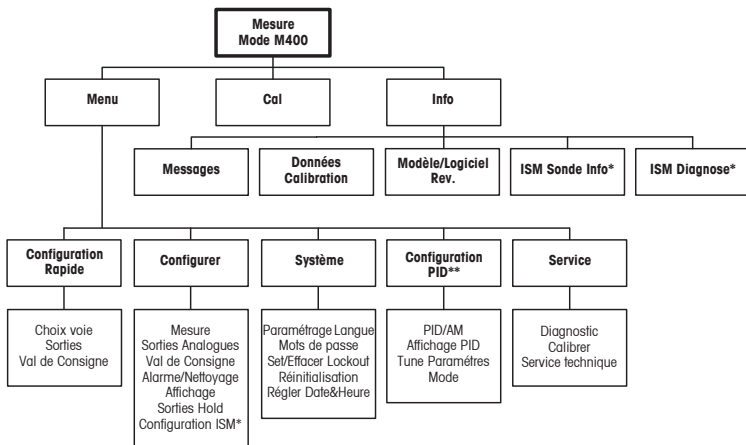 Mesure
Mode M400
Menu
Cal
Info
Messages
Données
Calibration
Modèle/Logiciel
Rev.
ISM Sonde Info*
ISM Diagnose*
Configuration
Rapide
Configurer
Système
Configuration
PID**
Service
Choix voie
Sorties
Val de Consigne
Mesure
Sorties Analogues
Val de Consigne
Alarme/Nettoyage
Affichage
Sorties Hold
Configuration ISM*
Paramétrage Langue
Mots de passe
Set/Effacer Lockout
Réinitialisation
Régler Date&Heure
PID/AM
Affichage PID
Tune Paramétres
Mode
Diagnostic
Calibrer
Service technique